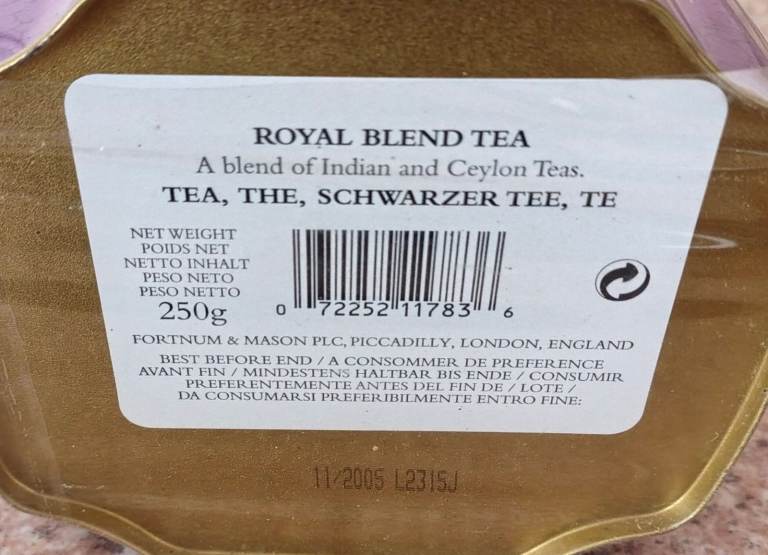 ROYAL BLEND TEA
A blend of Indian and Ceylon Teas.
TEA, THE, SCHWARZER TEE, TE
NET WEIGHT
POIDS NET
NETTO INHALT
PESO NETO
PESO NETTO
250g
0 72252 11783 6
FORTNUM & MASON PLC, PICCADILLY, LONDON, ENGLAND
BEST BEFORE END / A CONSOMMER DE PREFERENCE
AVANT FIN / MINDESTENS HALTBAR BIS ENDE / CONSUMIR
PREFERENTEMENTE ANTES DEL FIN DE / LOTE /
DA CONSUMARSI PREFERIBILMENTE ENTRO FINE:
11/2005 L2315J